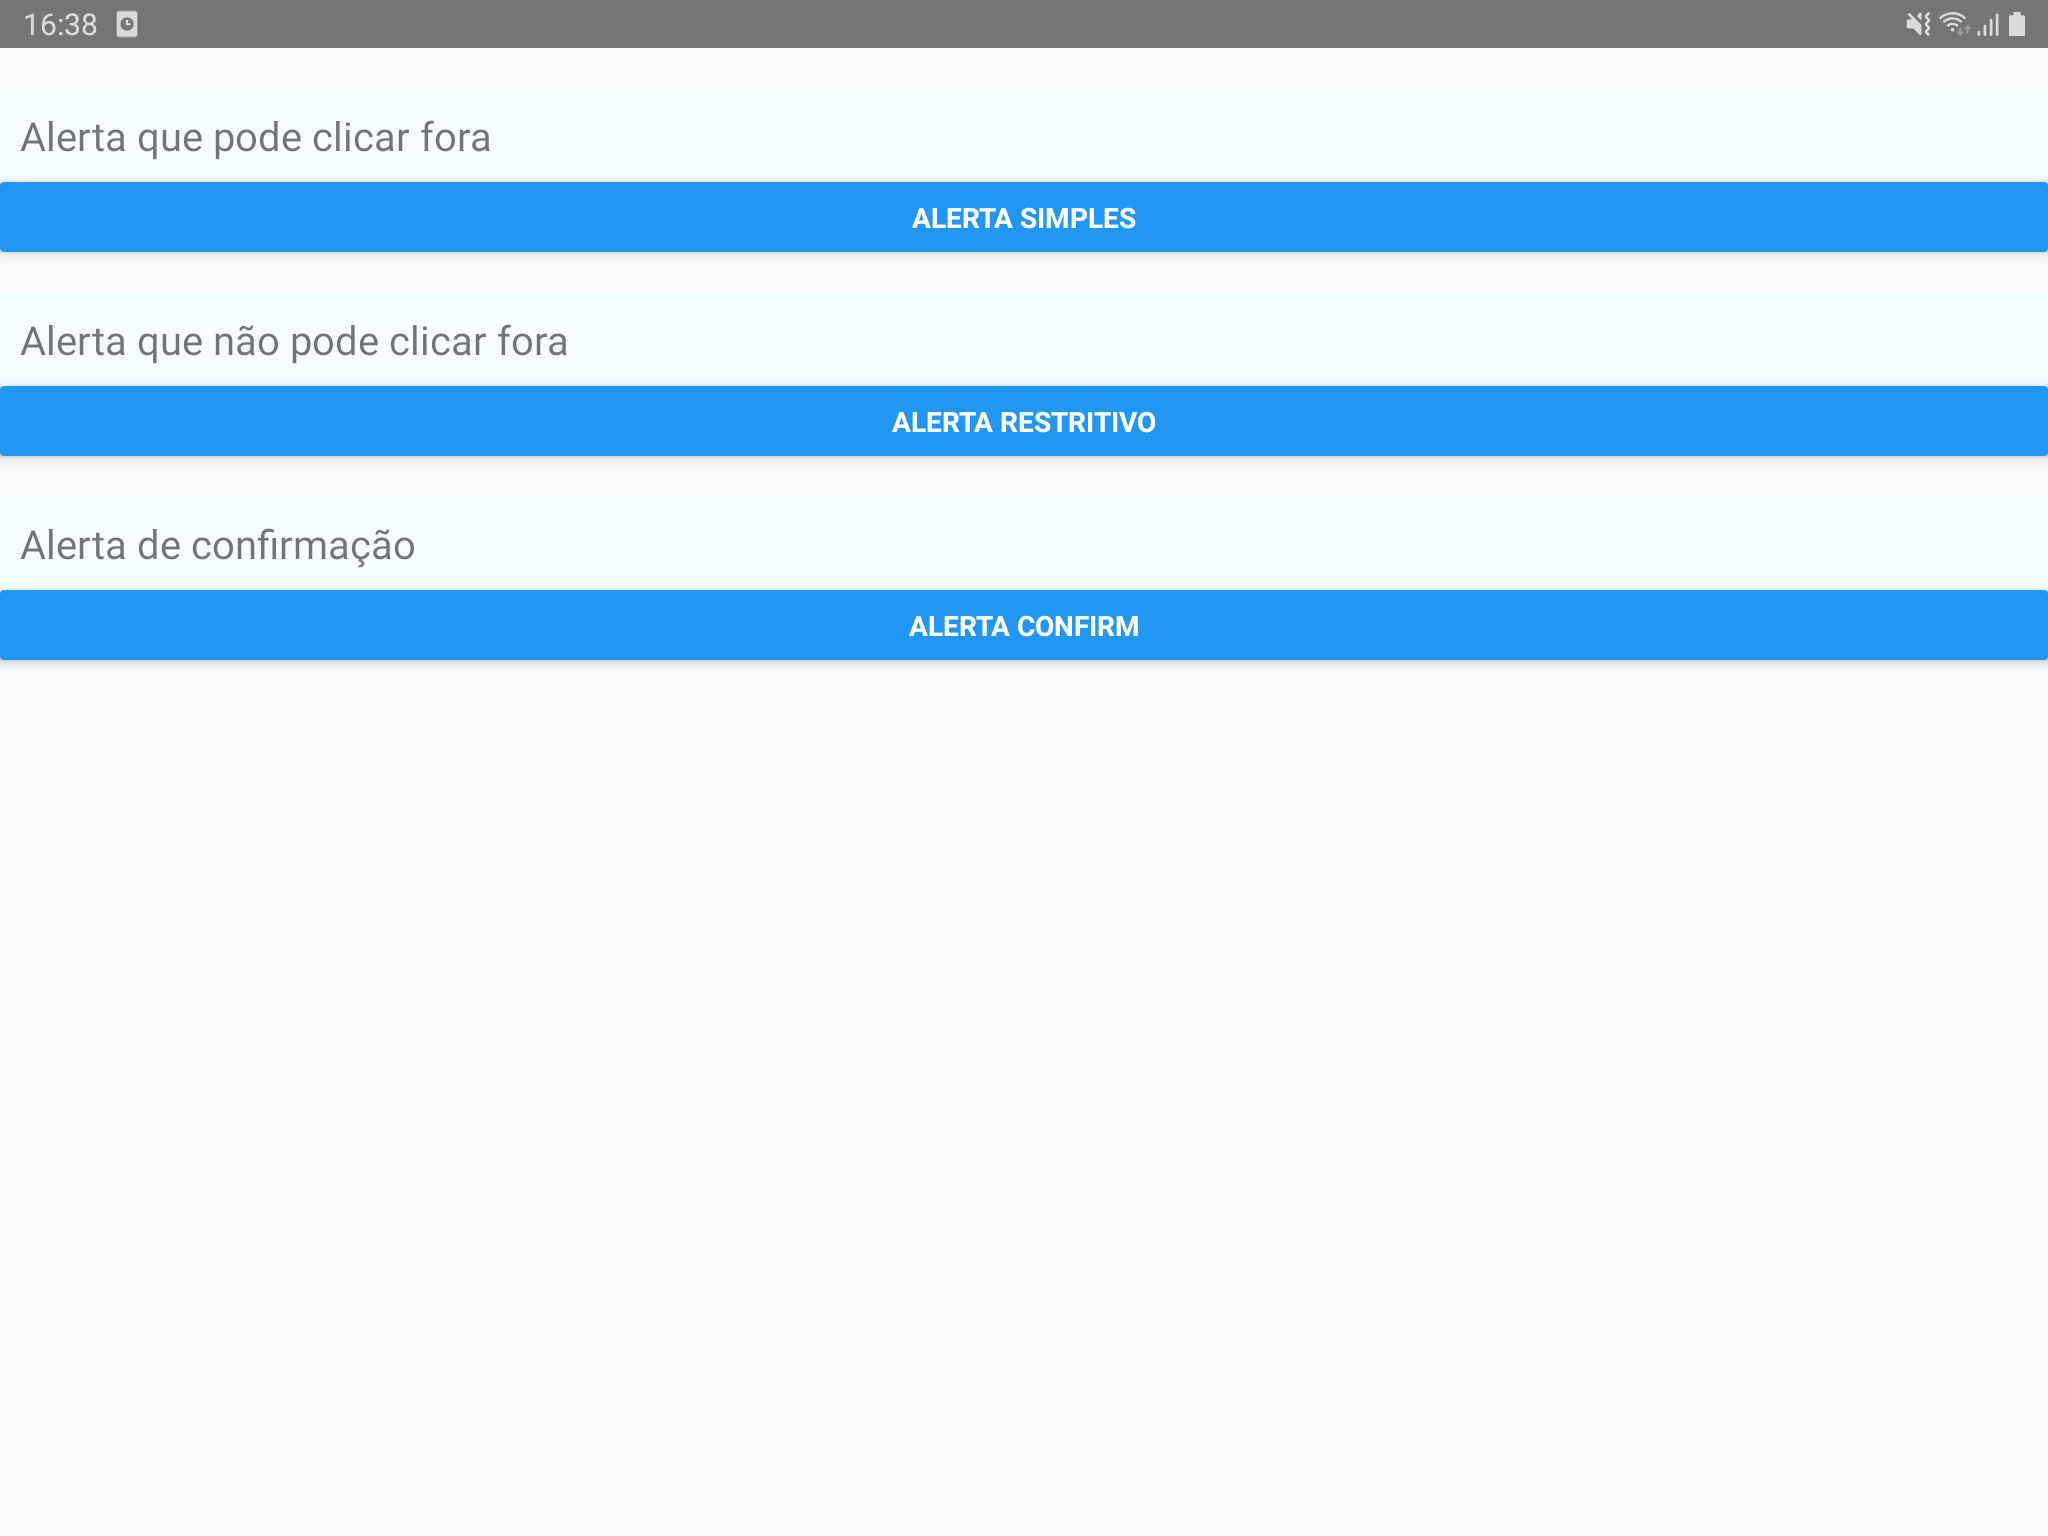 16:38
Alerta que pode clicar fora
ALERTA SIMPLES
Alerta que não pode clicar fora
ALERTA RESTRITIVO
Alerta de confirmação
ALERTA CONFIRM